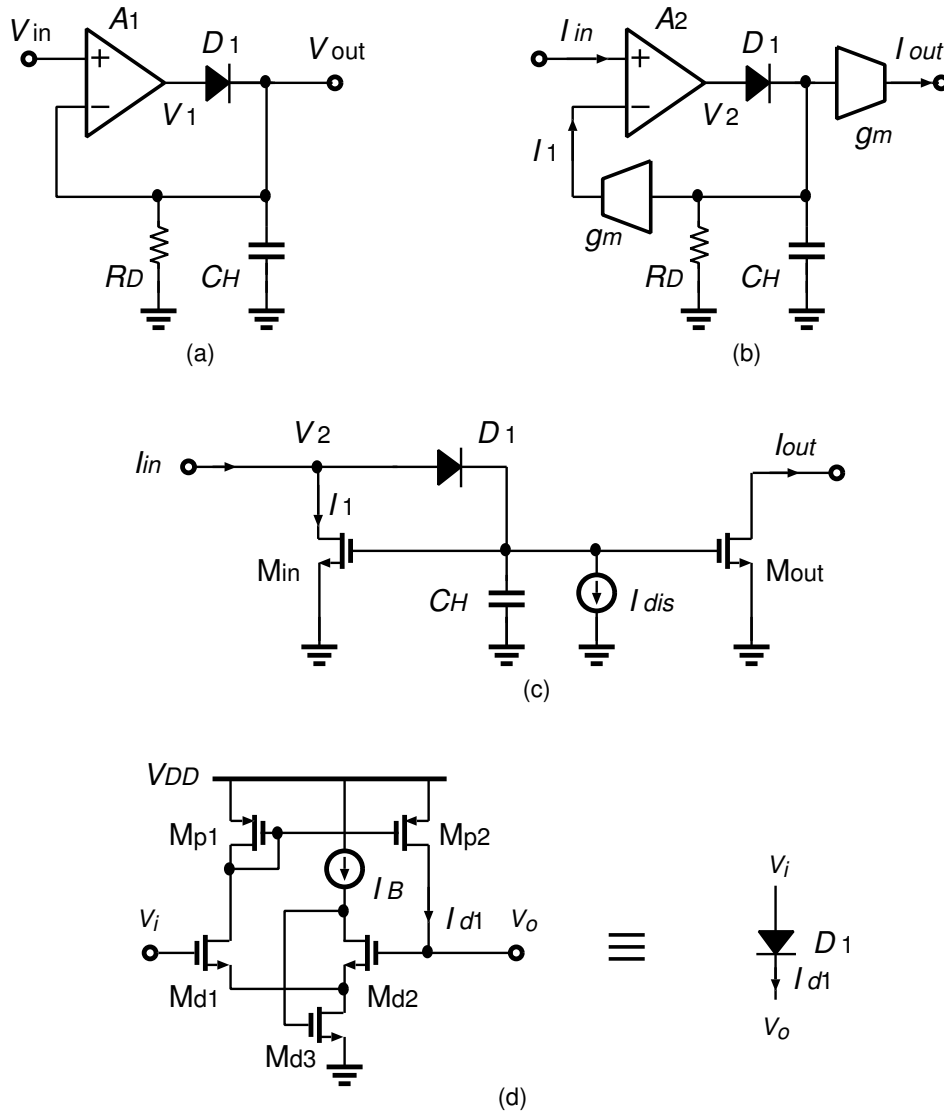 Vin A1 D1 Vout
+
−
V1
RD CH
(a)
Iin A2 D1 Iout
+
−
V2
I1
gm
gm
RD CH
(b)
V2 D1
Iin Iout
I1
Min Mout
CH Idis
(c)
VDD
Mp1 Mp2
IB
Id1
Vi Vo
Md1 Md2
Md3
≡
Vi
D1
Id1
Vo
(d)